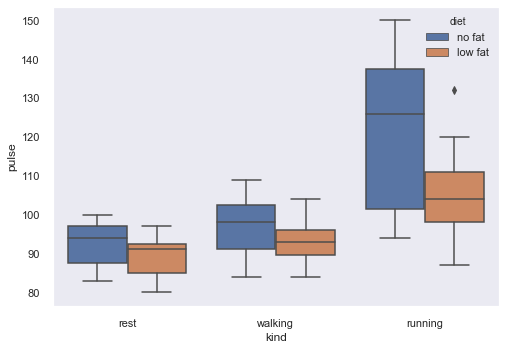 150
140
130
120
110
100
90
80
pulse
rest
walking
running
kind
diet
no fat
low fat